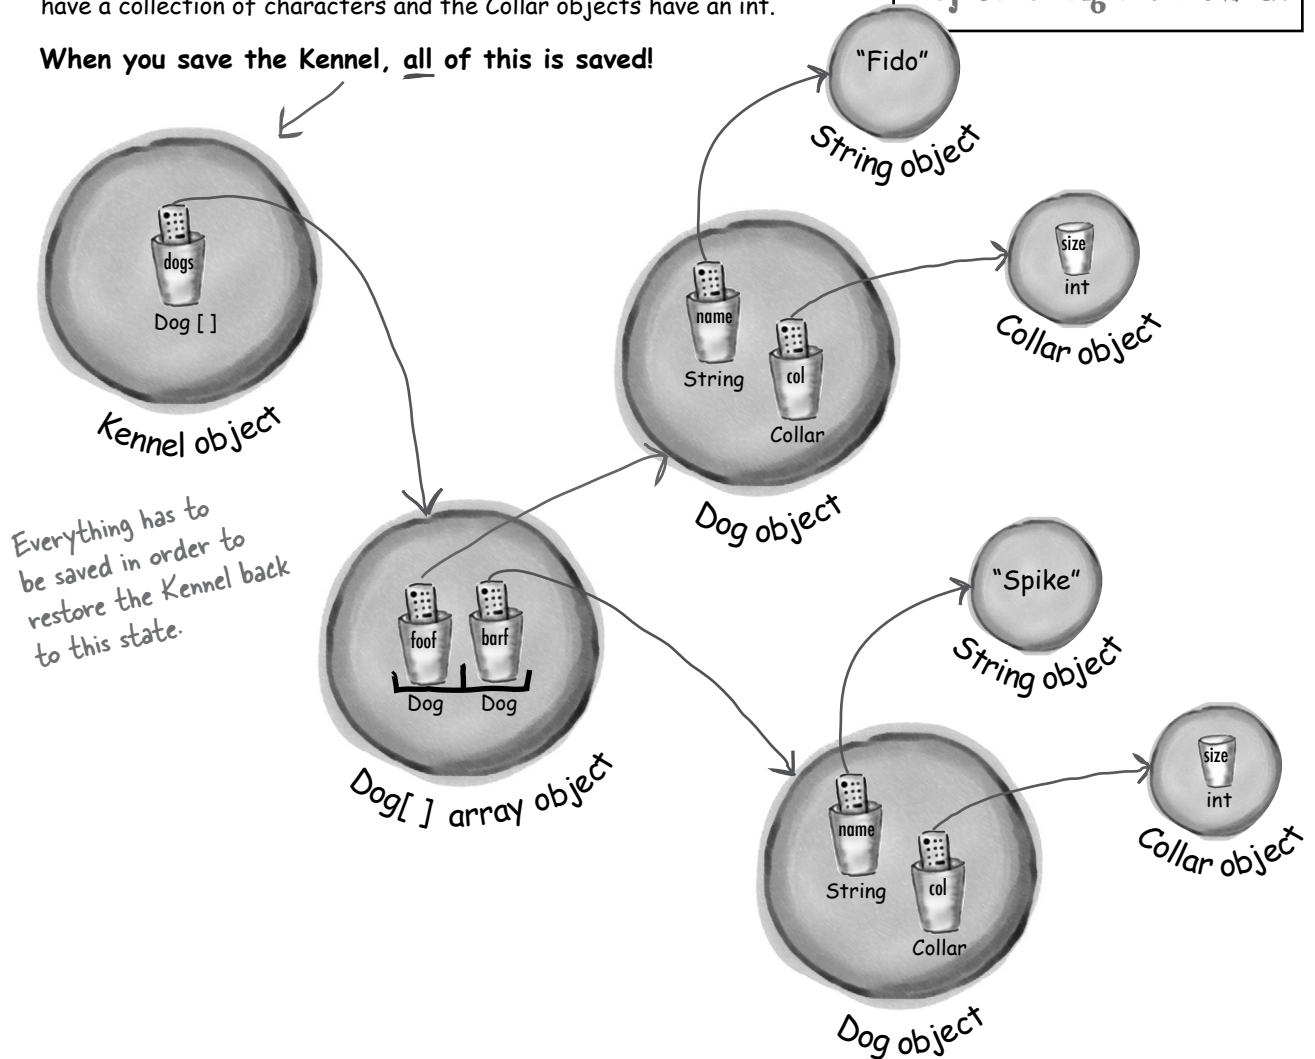 have a collection of characters and the Collar objects have an int.
When you save the Kennel, all of this is saved!
“Fido”
String object
dogs
Dog [ ]
Kennel object
name
String
col
Collar
Dog object
size
int
Collar object
Everything has to
be saved in order to
restore the Kennel back
to this state.
foof
barf
Dog
Dog
Dog[ ] array object
“Spike”
String object
name
String
col
Collar
Dog object
size
int
Collar object